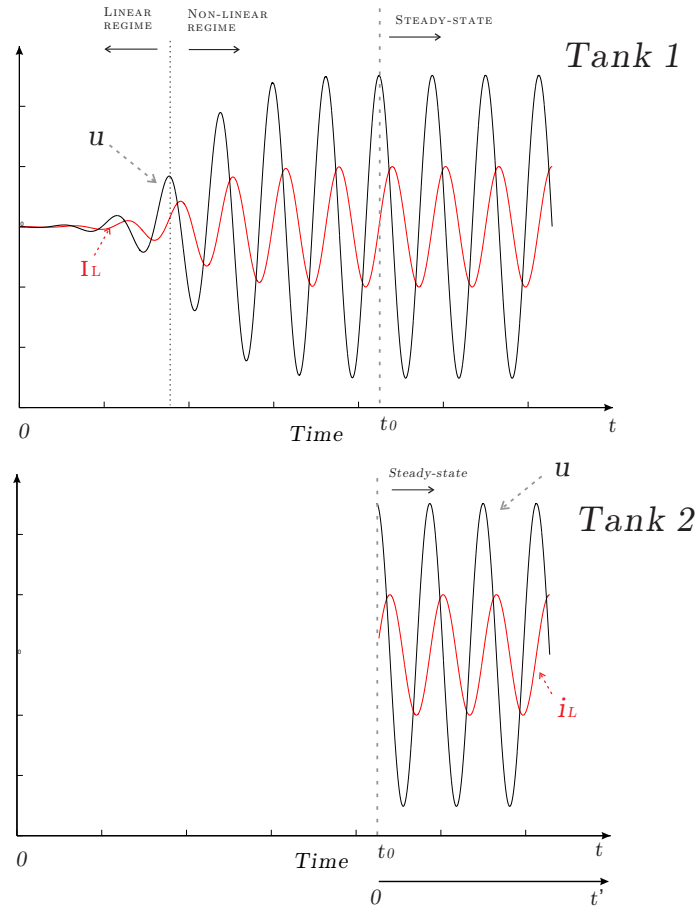 LINEAR
REGIME
NON-LINEAR
REGIME
STEADY-STATE
Tank 1
u
IL
0
Time
t0
t
Steady-state
u
Tank 2
iL
0
Time
t0
t
0
t'